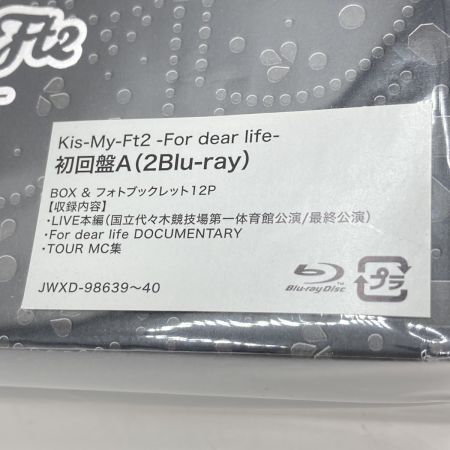 Ft2
Kis-My-Ft2 -For dear life-
初回盤A(2Blu-ray)
BOX & フォトブックレット12P
【収録内容】
・LIVE本編(国立代々木競技場第一体育館公演/最終公演)
・For dear life DOCUMENTARY
・TOUR MC集
JWXD-98639〜40
Blu-ray Disc
プラ